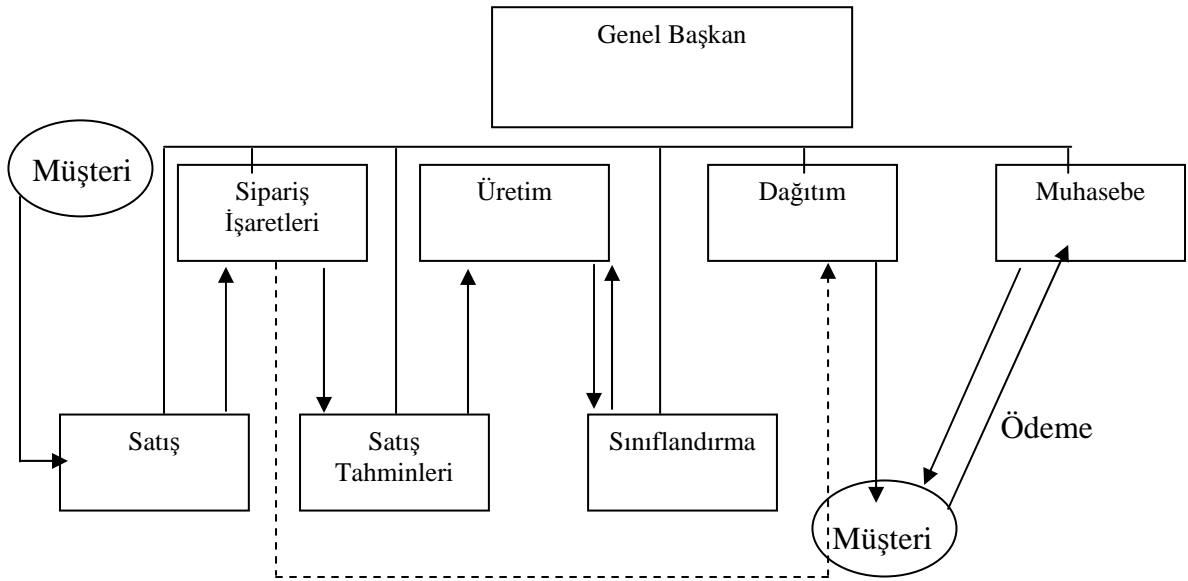 Genel Başkan
Müşteri
Sipariş
İşaretleri
Üretim
Dağıtım
Muhasebe
Satış
Satış
Tahminleri
Sınıflandırma
Ödeme
Müşteri